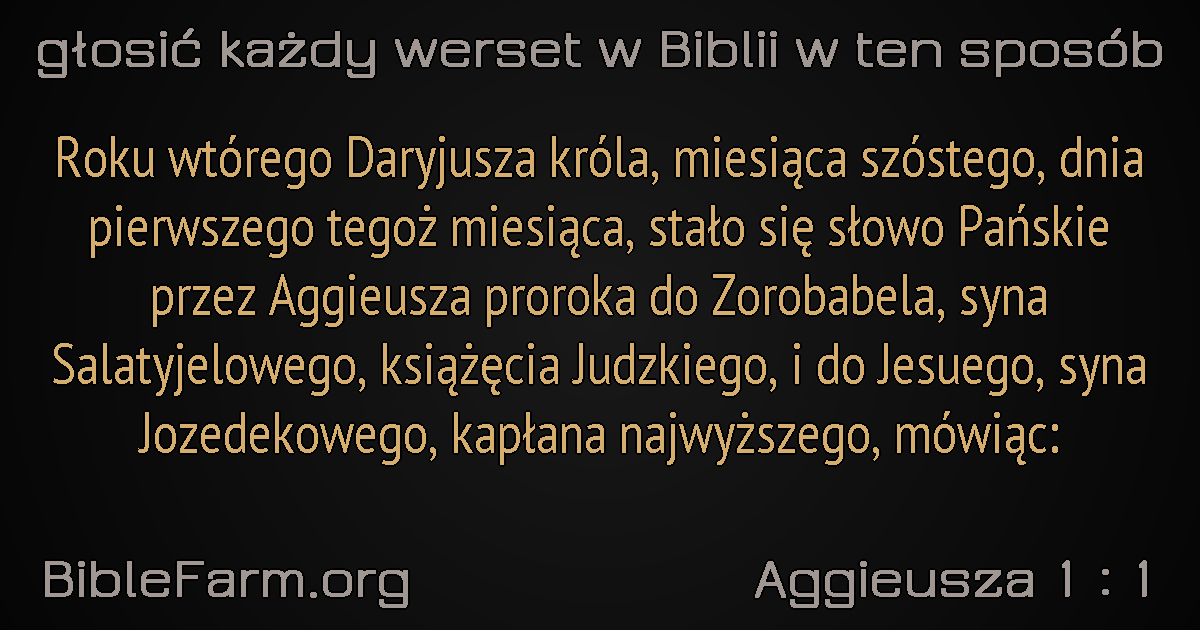 głosić każdy werset w Biblii w ten sposób
Roku wtórego Daryjusza króla, miesiąca szóstego, dnia
pierwszego tegoż miesiąca, stało się słowo Pańskie
przez Aggieusza proroka do Zorobabela, syna
Salatyjelowego, książęcia Judzkiego, i do Jesuego, syna
Jozedekowego, kapłana najwyższego, mówiąc:
BibleFarm.org
Aggieusza 1 : 1